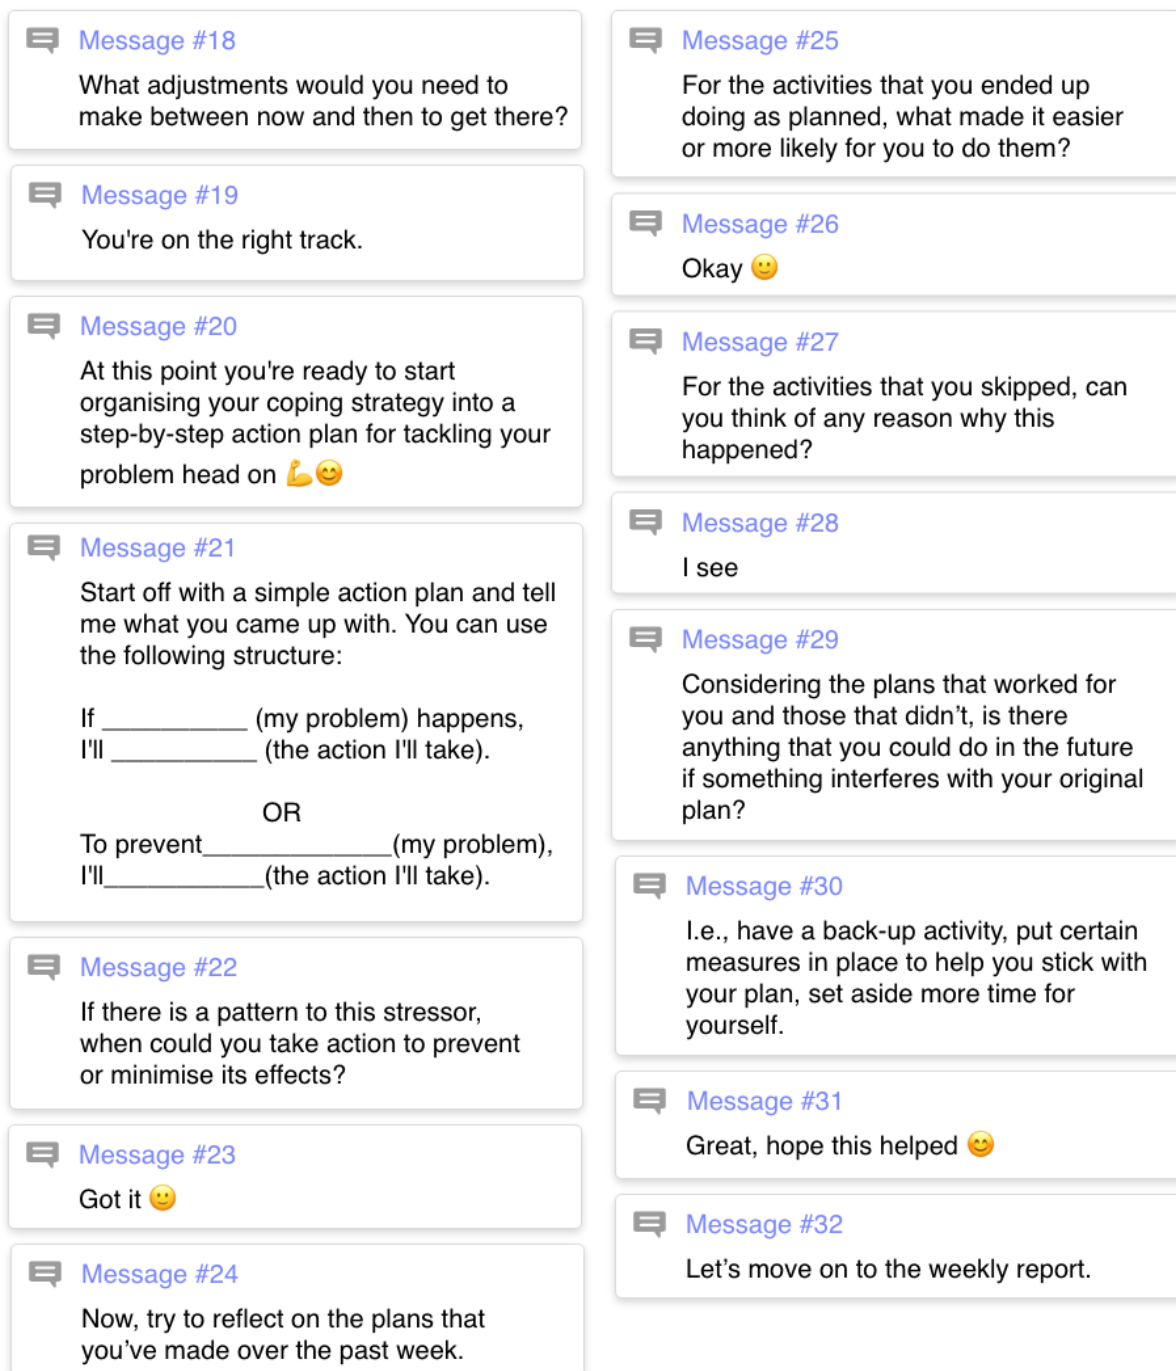 Message #18
What adjustments would you need to
make between now and then to get there?
Message #19
You're on the right track.
Message #20
At this point you're ready to start
organising your coping strategy into a
step-by-step action plan for tackling your
problem head on 💪😊
Message #21
Start off with a simple action plan and tell
me what you came up with. You can use
the following structure:
If __________ (my problem) happens,
I'll __________ (the action I'll take).
OR
To prevent_____________(my problem),
I'll___________(the action I'll take).
Message #22
If there is a pattern to this stressor,
when could you take action to prevent
or minimise its effects?
Message #23
Got it 🙂
Message #24
Now, try to reflect on the plans that
you’ve made over the past week.
Message #25
For the activities that you ended up
doing as planned, what made it easier
or more likely for you to do them?
Message #26
Okay 🙂
Message #27
For the activities that you skipped, can
you think of any reason why this
happened?
Message #28
I see
Message #29
Considering the plans that worked for
you and those that didn’t, is there
anything that you could do in the future
if something interferes with your original
plan?
Message #30
I.e., have a back-up activity, put certain
measures in place to help you stick with
your plan, set aside more time for
yourself.
Message #31
Great, hope this helped 😊
Message #32
Let’s move on to the weekly report.